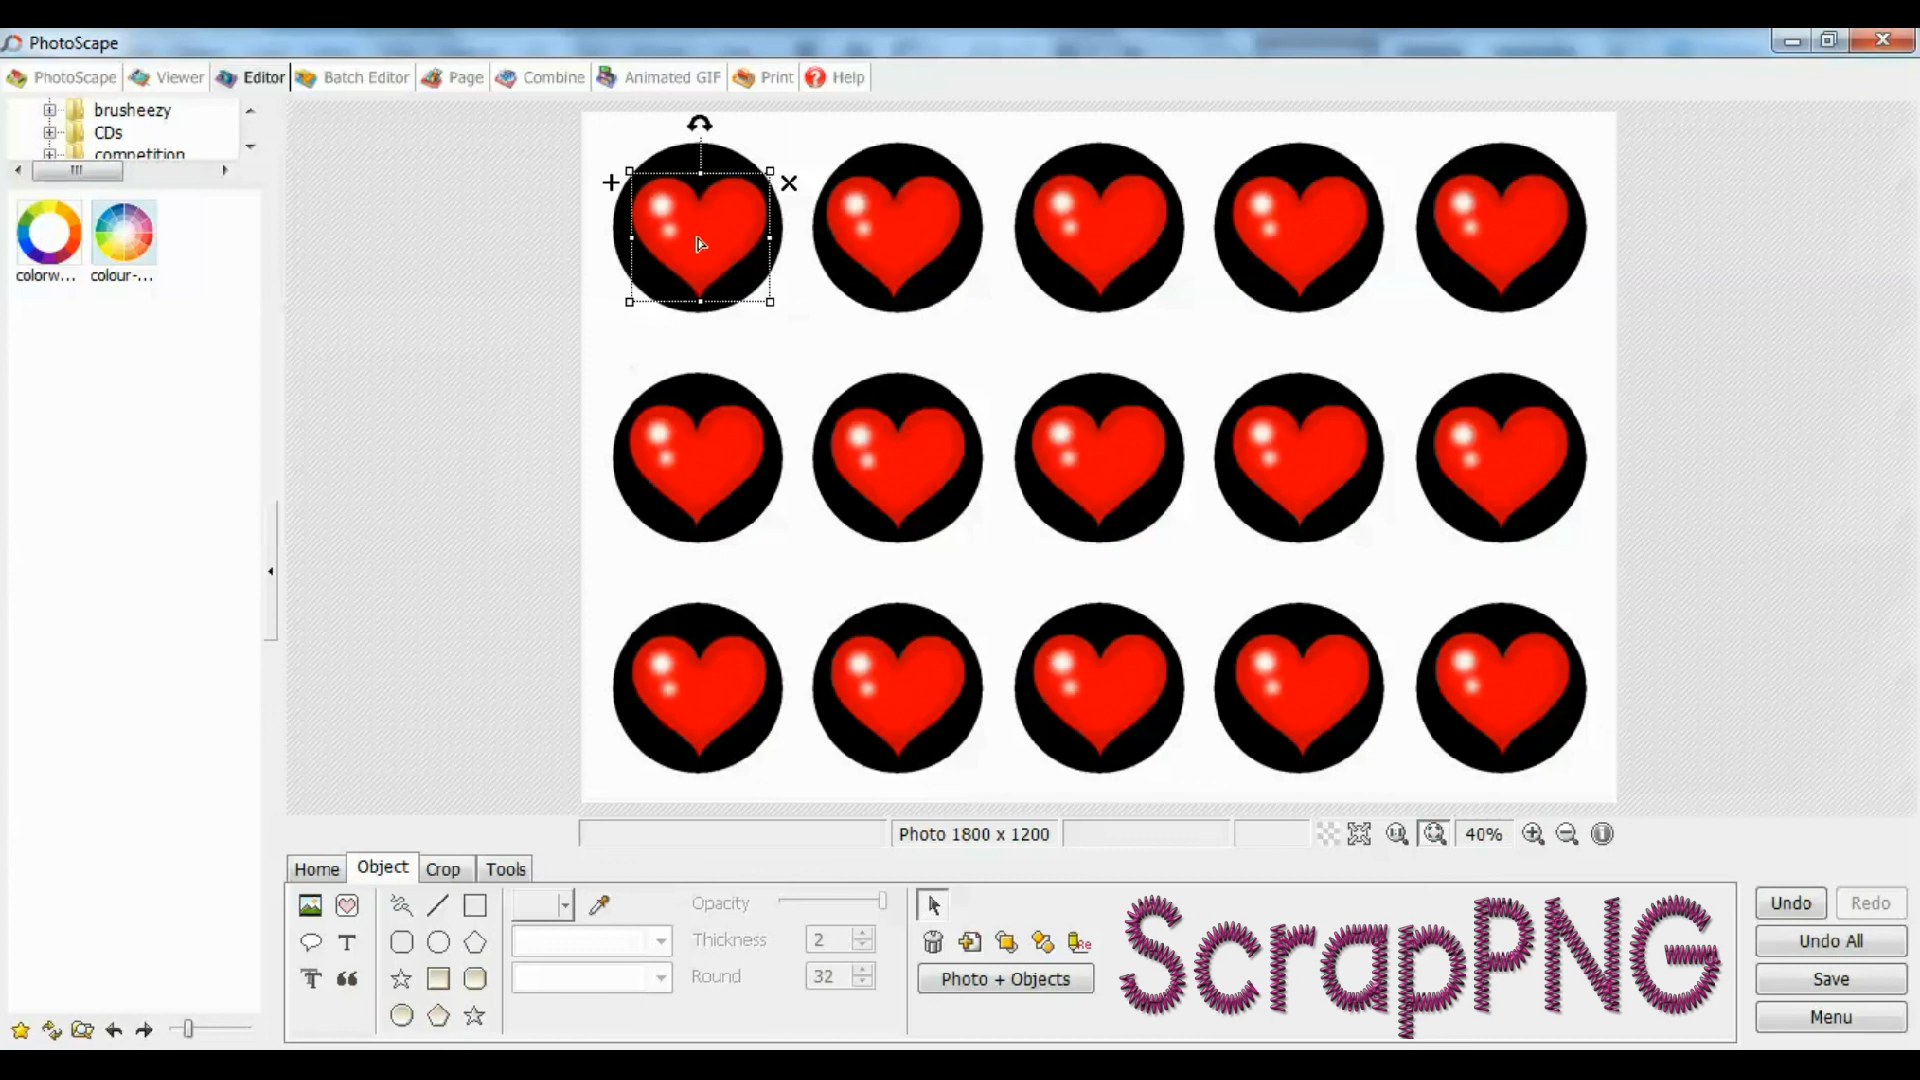 PhotoScape
PhotoScape Viewer Editor Batch Editor Page Combine Animated GIF Print Help
brusheezy
CDs
competition
colorw... colour-...
Photo 1800 x 1200
40%
Home Object Crop Tools
Opacity
Thickness 2
Round 32
Re
Photo + Objects
ScrapPNG
Undo Redo
Undo All
Save
Menu